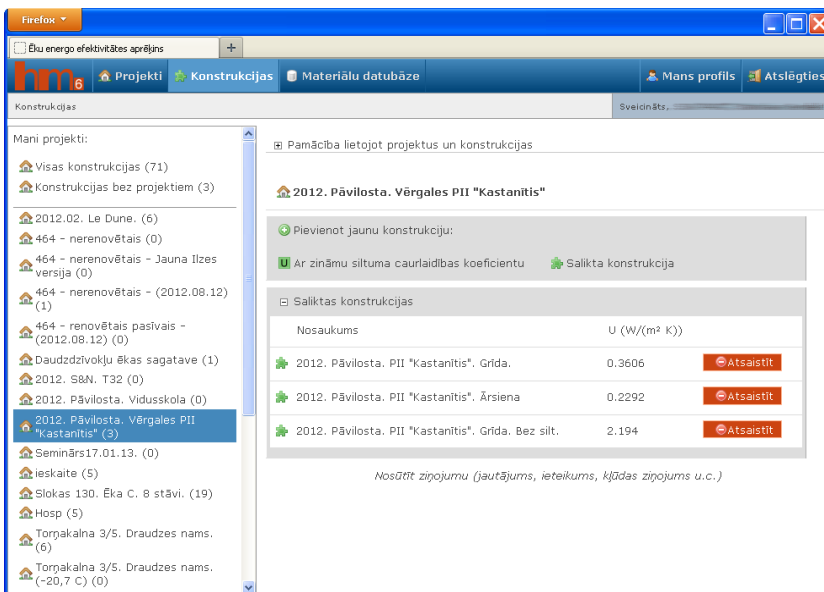 Firefox
Ēku energo efektivitātes aprēķins
hm6 Projekti Konstrukcijas Materiālu datubāze Mans profils Atslēgties
Konstrukcijas
Sveicināts,
Mani projekti:
Visas konstrukcijas (71)
Konstrukcijas bez projektiem (3)
2012.02. Le Dune. (6)
464 - nerenovētais (0)
464 - nerenovētais - Jauna Ilzes
versija (0)
464 - nerenovētais - (2012.08.12)
(1)
464 - renovētais pasīvais -
(2012.08.12) (0)
Daudzdzīvokļu ēkas sagatave (1)
2012. S&N. T32 (0)
2012. Pāvilosta. Vidusskola (0)
2012. Pāvilosta. Vērgales PII
"Kastanītis" (3)
Seminārs17.01.13. (0)
ieskaite (5)
Slokas 130. Ēka C. 8 stāvi. (19)
Hosp (5)
Torņakalna 3/5. Draudzes nams.
(6)
Torņakalna 3/5. Draudzes nams.
(-20,7 C) (0)
Pamācība lietojot projektus un konstrukcijas
2012. Pāvilosta. Vērgales PII "Kastanītis"
Pievienot jaunu konstrukciju:
U Ar zināmu siltuma caurlaidības koeficientu Salikta konstrukcija
Saliktas konstrukcijas
Nosaukums U (W/(m² K))
2012. Pāvilosta. PII "Kastanītis". Grīda. 0.3606 Atsaistīt
2012. Pāvilosta. PII "Kastanītis". Ārsiena 0.2292 Atsaistīt
2012. Pāvilosta. PII "Kastanītis". Grīda. Bez silt. 2.194 Atsaistīt
Nosūtīt ziņojumu (jautājums, ieteikums, kļūdas ziņojums u.c.)